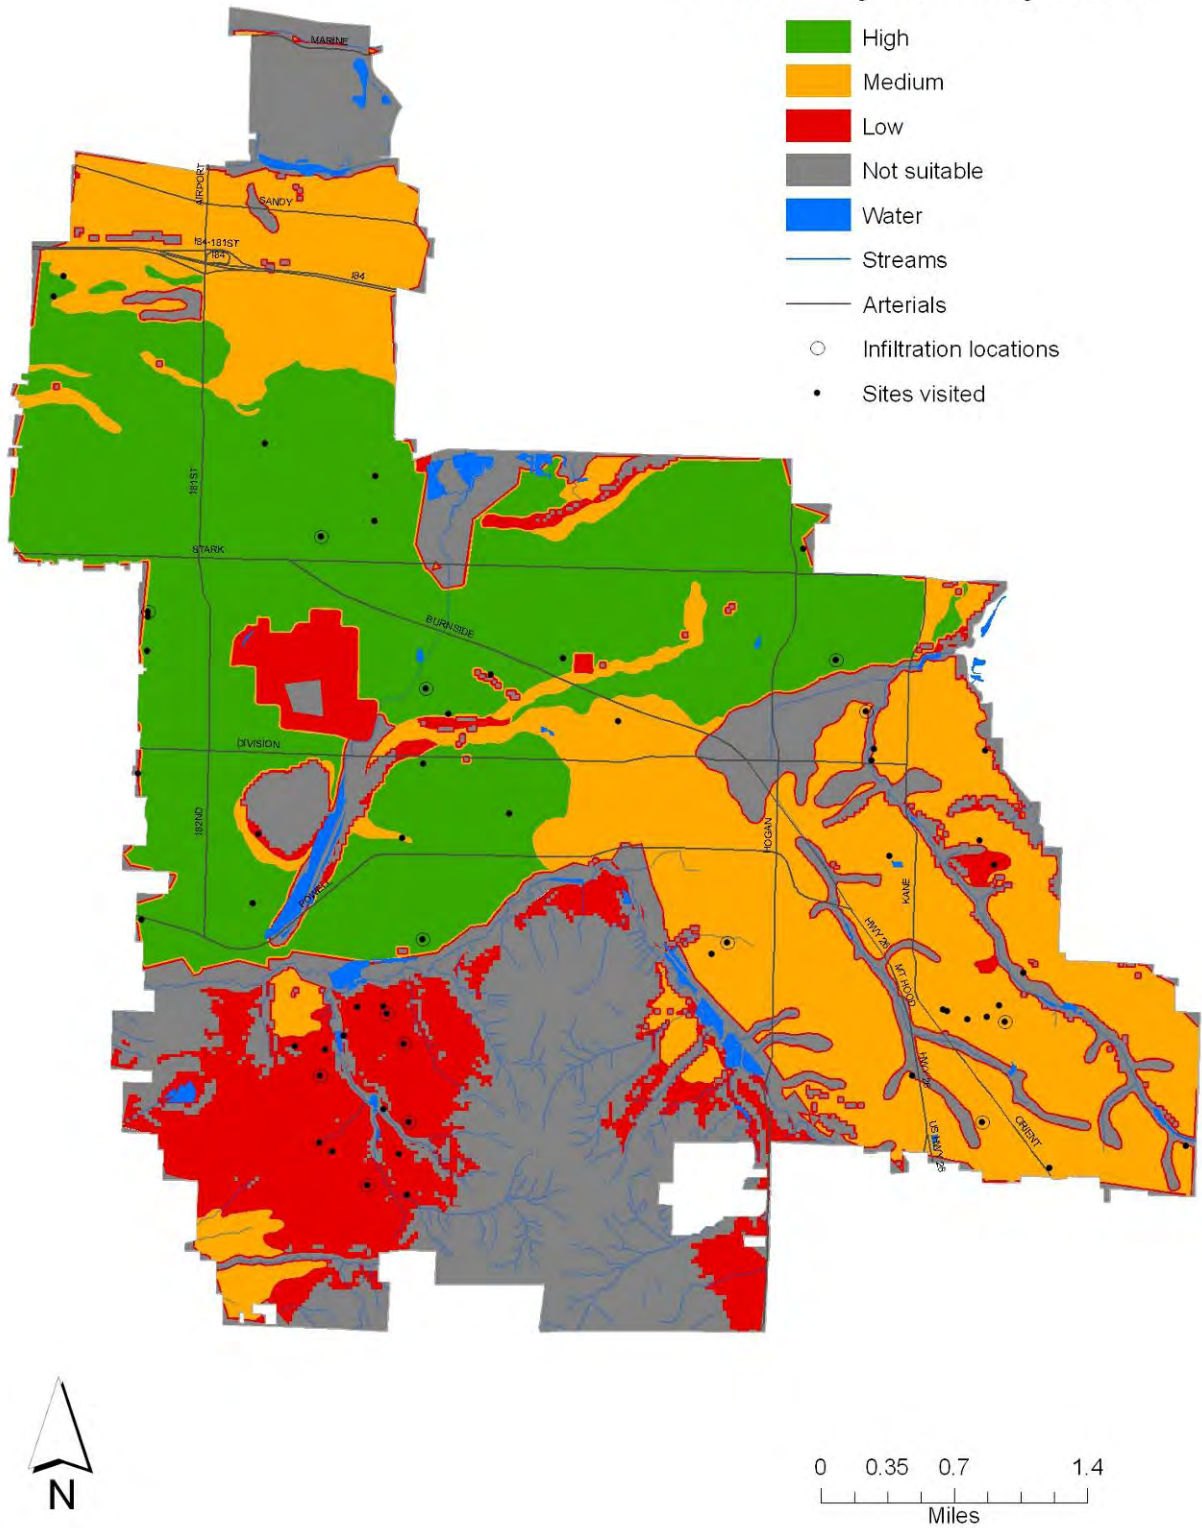 High
Medium
Low
Not suitable
Water
Streams
Arterials
Infiltration locations
Sites visited
MARINE
AIRPORT
SANDY
I84-181ST
I84
I84
181ST
STARK
BURNSIDE
DIVISION
182ND
POWELL
HOGAN
KANE
HWY 26
MT HOOD
HWY 26
ORIENT
US HWY 26
N
0 0.35 0.7 1.4
Miles